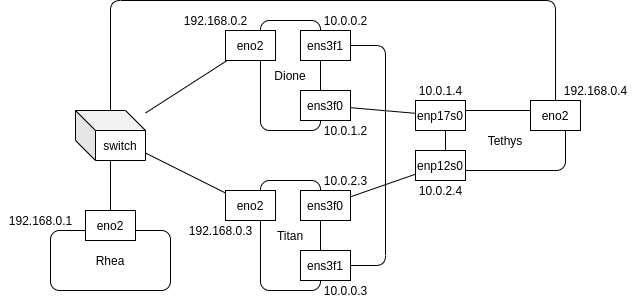 192.168.0.2
10.0.0.2
eno2
ens3f1
Dione
10.0.1.4
192.168.0.4
ens3f0
enp17s0
eno2
10.0.1.2
switch
Tethys
enp12s0
10.0.2.3
10.0.2.4
eno2
ens3f0
192.168.0.1
eno2
192.168.0.3
Titan
Rhea
ens3f1
10.0.0.3